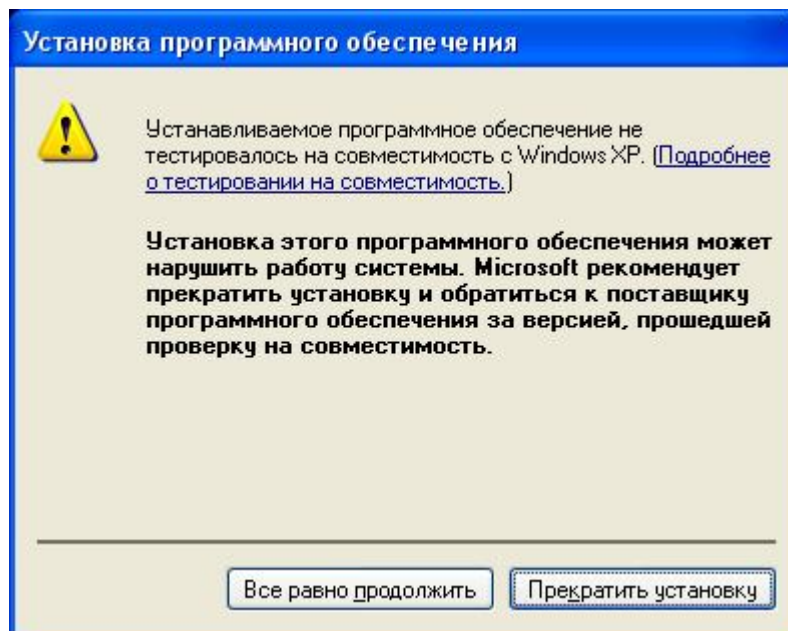 Установка программного обеспечения
Устанавливаемое программное обеспечение не
тестировалось на совместимость с Windows XP. (Подробнее
о тестировании на совместимость.)
Установка этого программного обеспечения может
нарушить работу системы. Microsoft рекомендует
прекратить установку и обратиться к поставщику
программного обеспечения за версией, прошедшей
проверку на совместимость.
Все равно продолжить
Прекратить установку